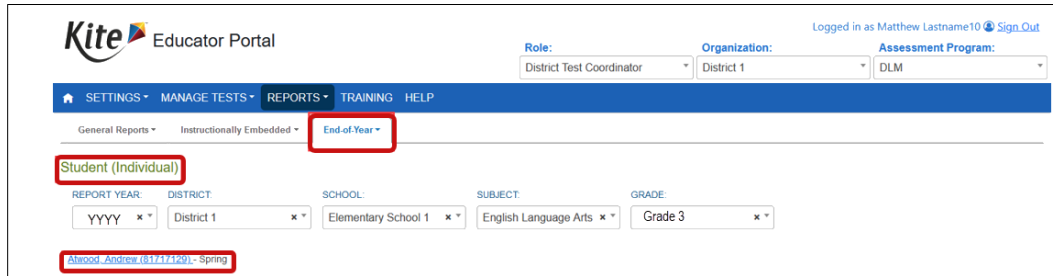 Logged in as Matthew Lastname10 Sign Out
Kite Educator Portal
Role: Organization: Assessment Program:
District Test Coordinator District 1 DLM
SETTINGS MANAGE TESTS REPORTS TRAINING HELP
General Reports Instructionally Embedded End-of-Year
Student (Individual)
REPORT YEAR: DISTRICT: SCHOOL: SUBJECT: GRADE:
YYYY × District 1 × Elementary School 1 × English Language Arts × Grade 3 ×
Atwood, Andrew (81717129) - Spring